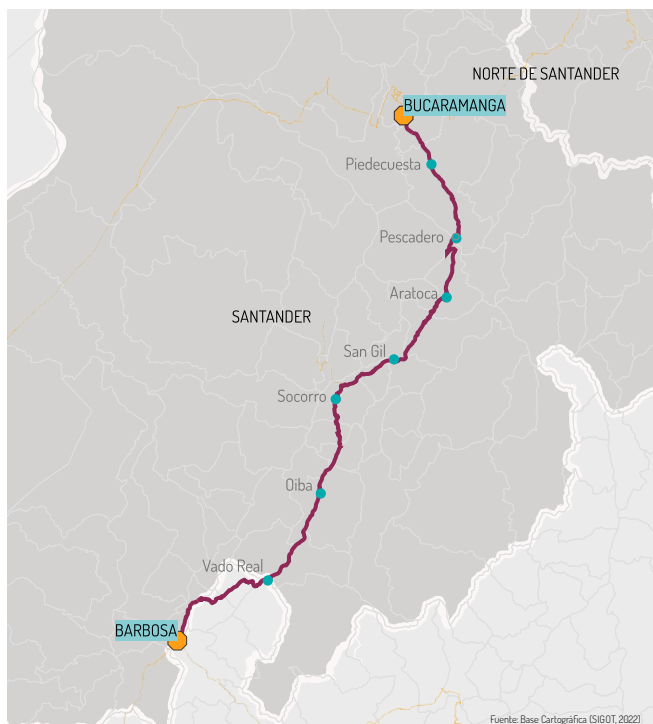 NORTE DE SANTANDER
BUCARAMANGA
Piedecuesta
Pescadero
Aratoca
SANTANDER
San Gil
Socorro
Oiba
Vado Real
BARBOSA
Fuente: Base Cartográfica (SIGOT, 2022)